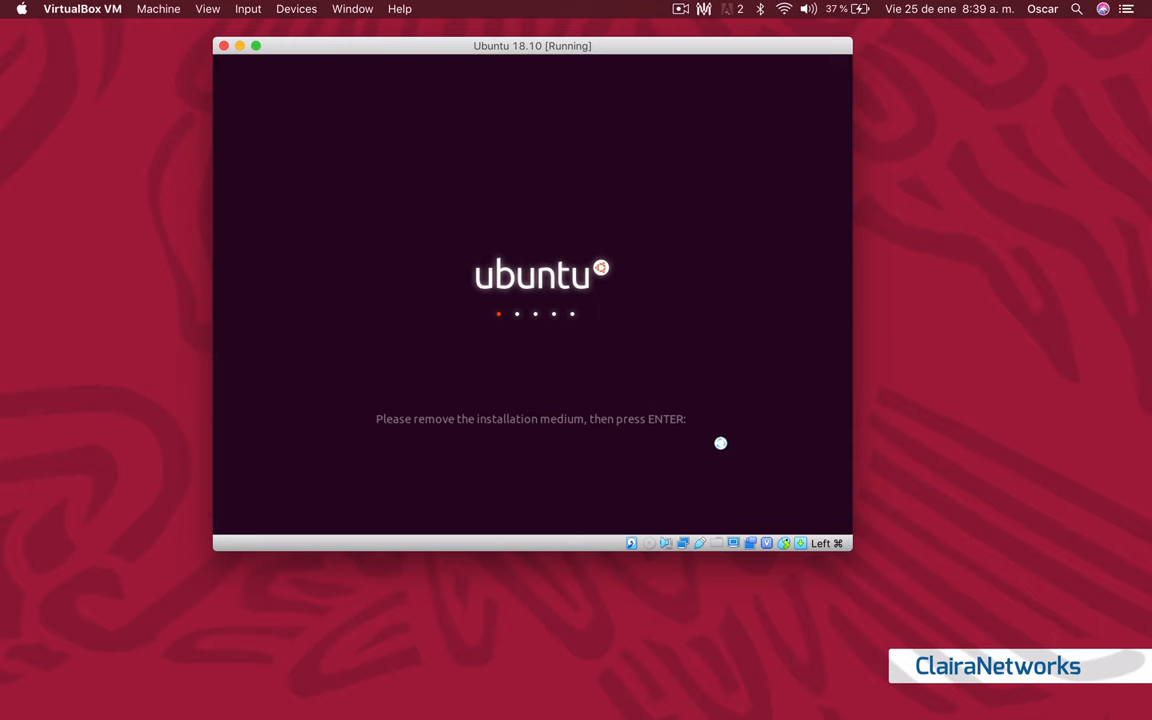 VirtualBox VM Machine View Input Devices Window Help 2 37 % Vie 25 de ene 8:39 a. m. Oscar
Ubuntu 18.10 [Running]
ubuntu
Please remove the installation medium, then press ENTER:
Left ⌘
ClairaNetworks